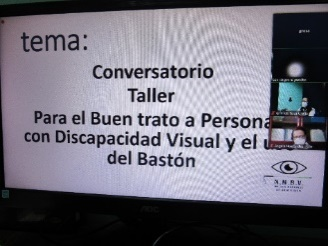 tema:
Conversatorio
Taller
Para el Buen trato a Persona
con Discapacidad Visual y el u
del Bastón
N.M.B.V.